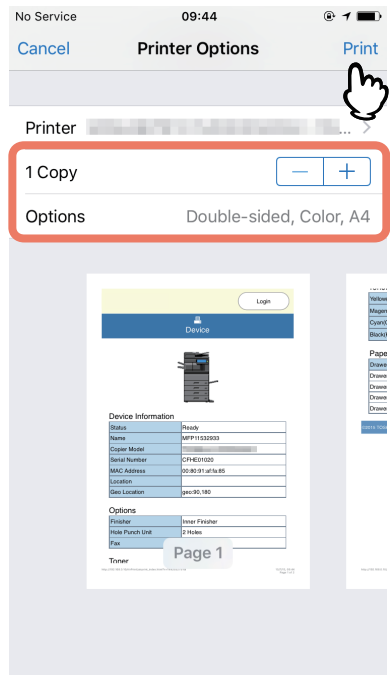 No Service 09:44
Cancel Printer Options Print
Printer ...
1 Copy
Options Double-sided, Color, A4
Login
Device
Device Information
Status Ready
Name MFP11532933
Copier Model
Serial Number CFHE01020
MAC Address 00:80:91:af:fa:85
Location
Geo Location geo:90,180
Options
Finisher Inner Finisher
Hole Punch Unit 2 Holes
Fax
Toner
Page 1
Yellow
Magen
Cyan(C
Black(
Pape
Drawe
Drawe
Drawe
Drawe
Drawe